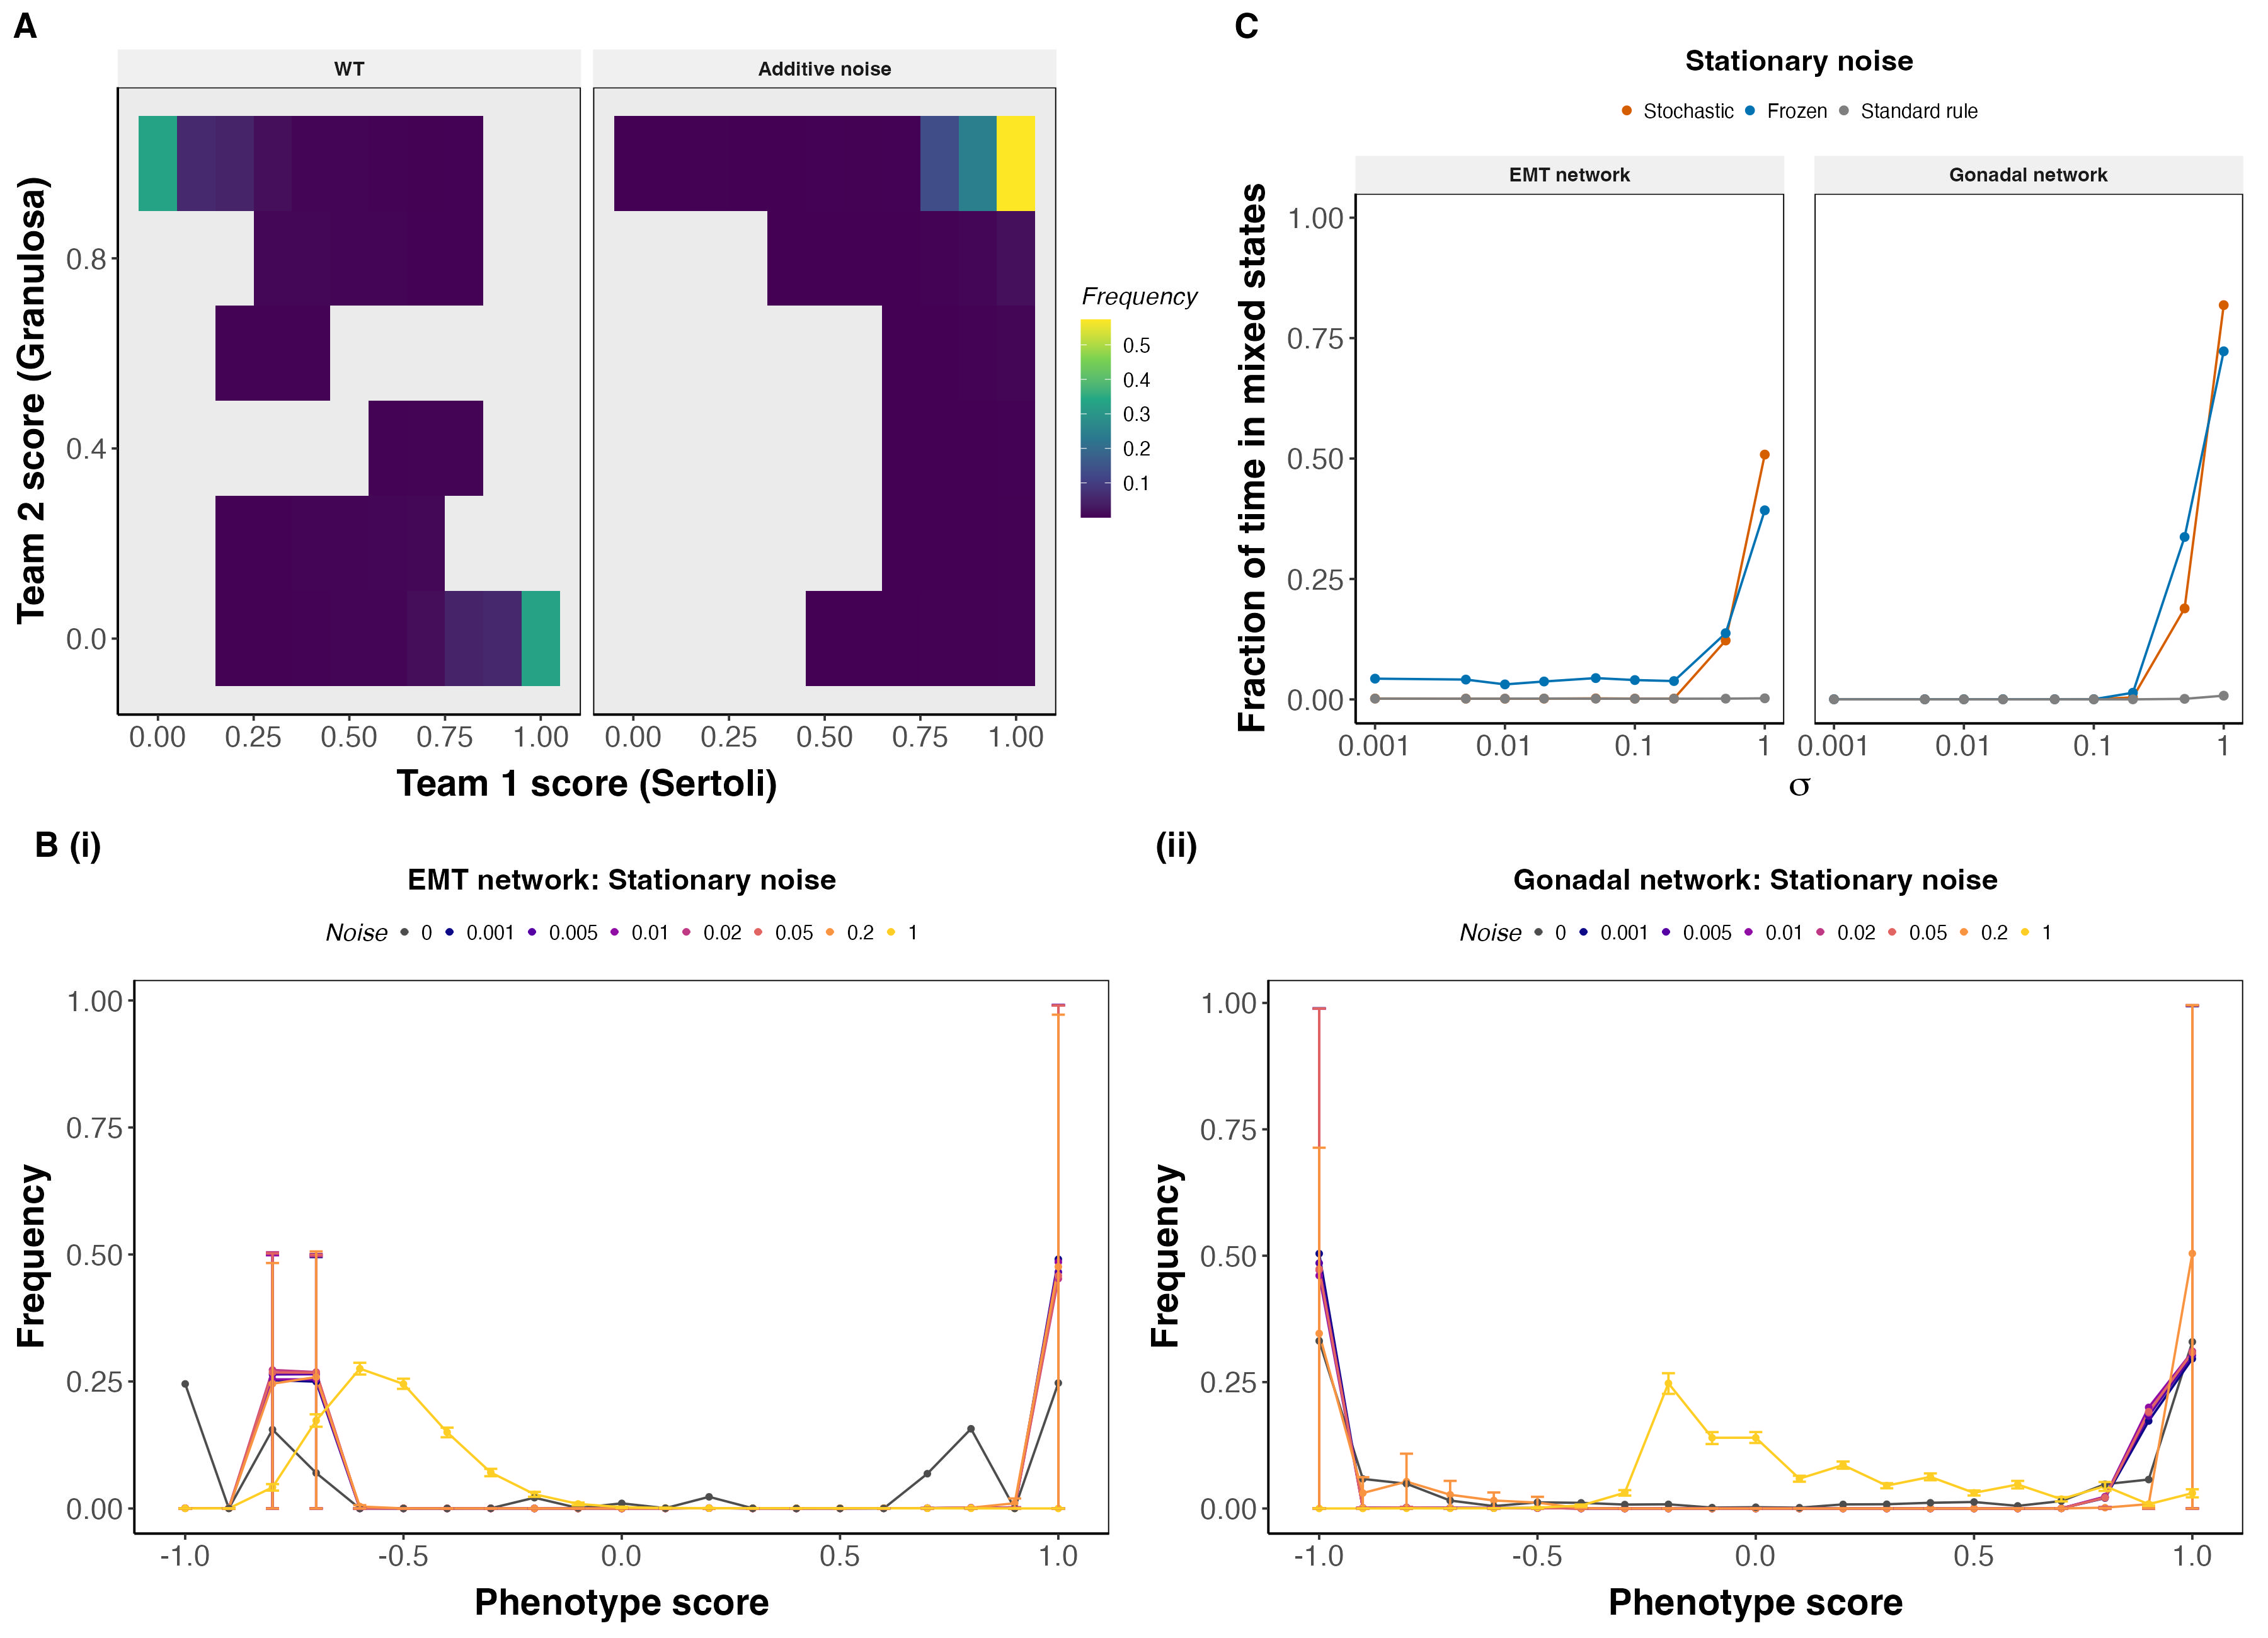 A
WT
Additive noise
Team 2 score (Granulosa)
0.8
0.4
0.0
0.00 0.25 0.50 0.75 1.00
0.00 0.25 0.50 0.75 1.00
Team 1 score (Sertoli)
Frequency
0.5
0.4
0.3
0.2
0.1
C
Stationary noise
Stochastic Frozen Standard rule
EMT network
Gonadal network
Fraction of time in mixed states
1.00
0.75
0.50
0.25
0.00
0.001 0.01 0.1 1
0.001 0.01 0.1 1
σ
B (i)
EMT network: Stationary noise
Noise 0 0.001 0.005 0.01 0.02 0.05 0.2 1
Frequency
1.00
0.75
0.50
0.25
0.00
-1.0 -0.5 0.0 0.5 1.0
Phenotype score
(ii)
Gonadal network: Stationary noise
Noise 0 0.001 0.005 0.01 0.02 0.05 0.2 1
Frequency
1.00
0.75
0.50
0.25
0.00
-1.0 -0.5 0.0 0.5 1.0
Phenotype score